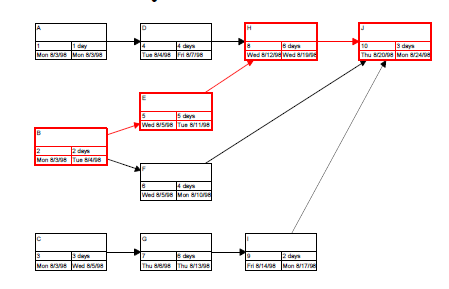 A
1 1 day
Mon 8/3/98 Mon 8/3/98
D
4 4 days
Tue 8/4/98 Fri 8/7/98
H
8 6 days
Wed 8/12/98 Wed 8/19/98
J
10 3 days
Thu 8/20/98 Mon 8/24/98
E
5 5 days
Wed 8/5/98 Tue 8/11/98
B
2 2 days
Mon 8/3/98 Tue 8/4/98
F
6 4 days
Wed 8/5/98 Mon 8/10/98
C
3 3 days
Mon 8/3/98 Wed 8/5/98
G
7 6 days
Thu 8/6/98 Thu 8/13/98
I
9 2 days
Fri 8/14/98 Mon 8/17/98